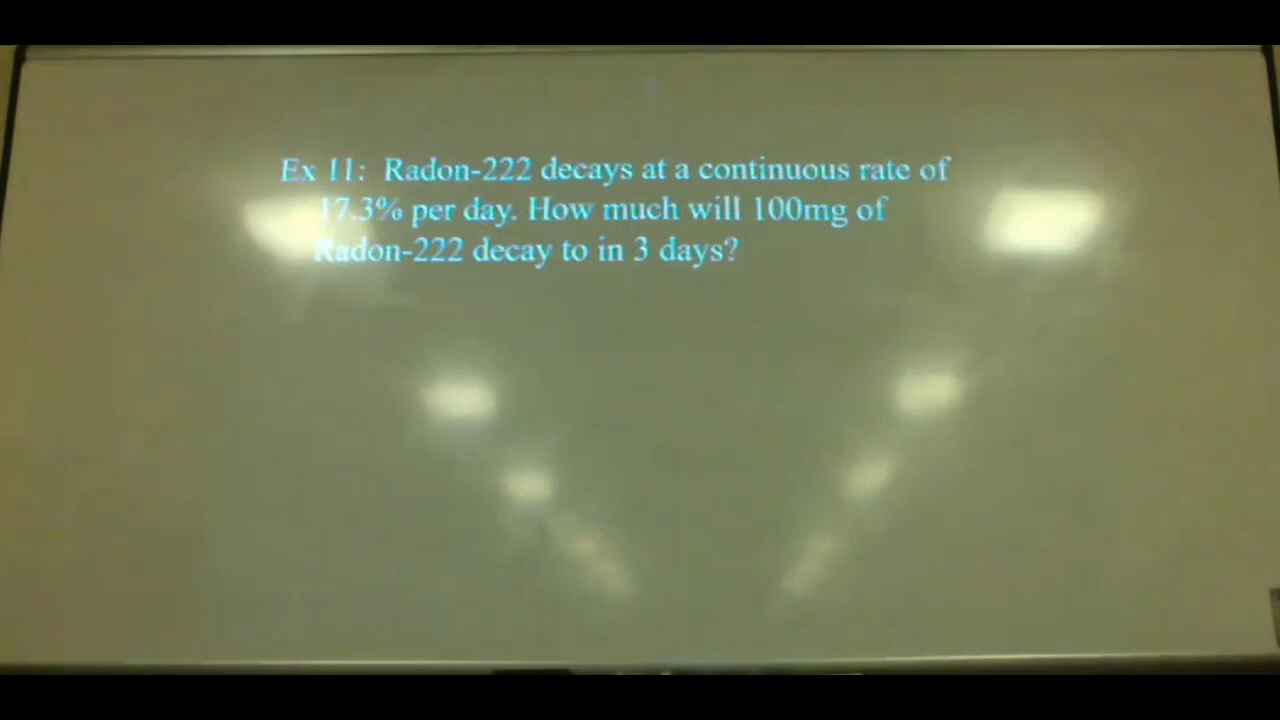 Ex 11: Radon-222 decays at a continuous rate of
17.3% per day. How much will 100mg of
Radon-222 decay to in 3 days?